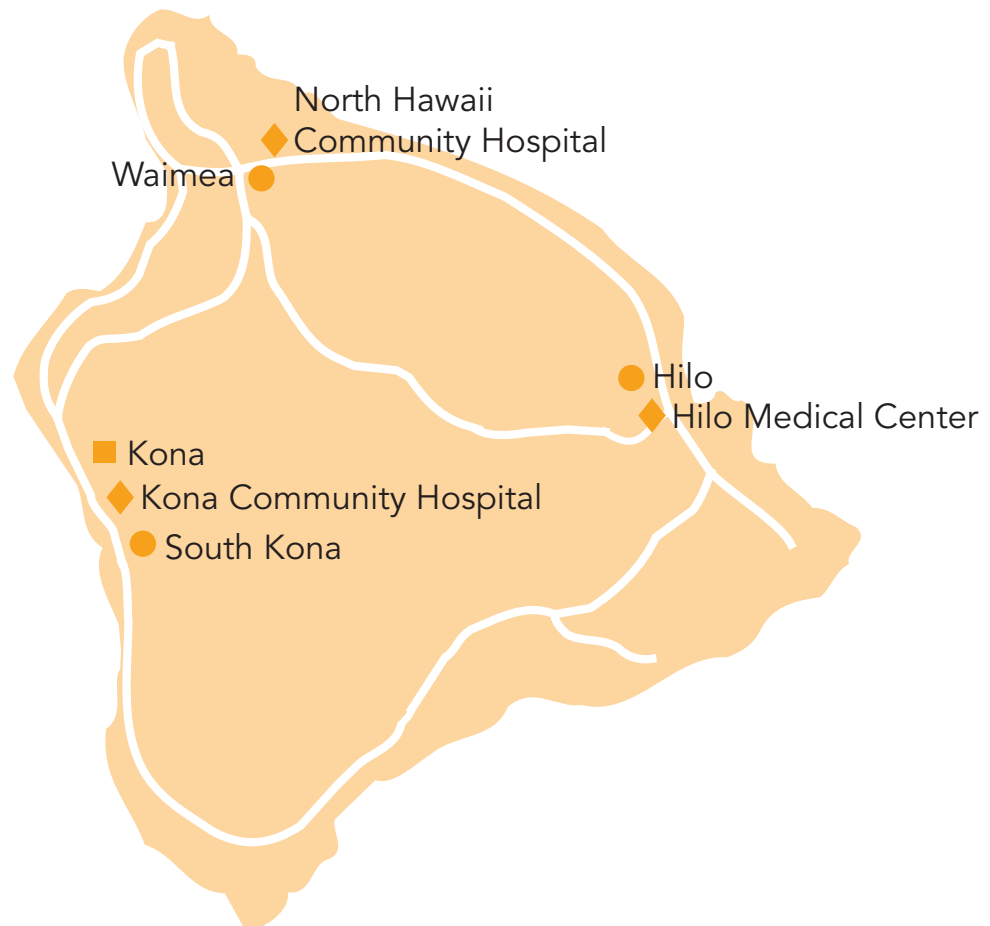 North Hawaii
Community Hospital
Waimea
Hilo
Hilo Medical Center
Kona
Kona Community Hospital
South Kona